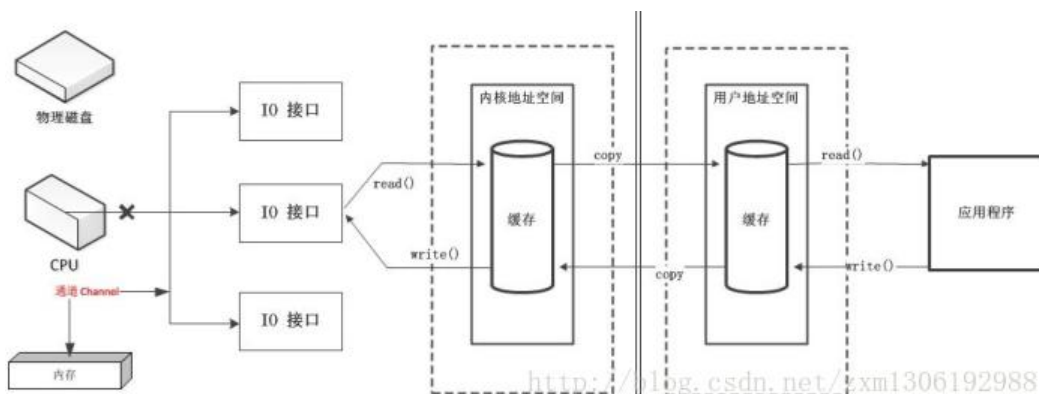 物理磁盘
CPU
通道 Channel
内存
IO 接口
IO 接口
IO 接口
read()
write()
内核地址空间
缓存
copy
copy
用户地址空间
缓存
read()
write()
应用程序
http://blog.csdn.net/zxm1306192988